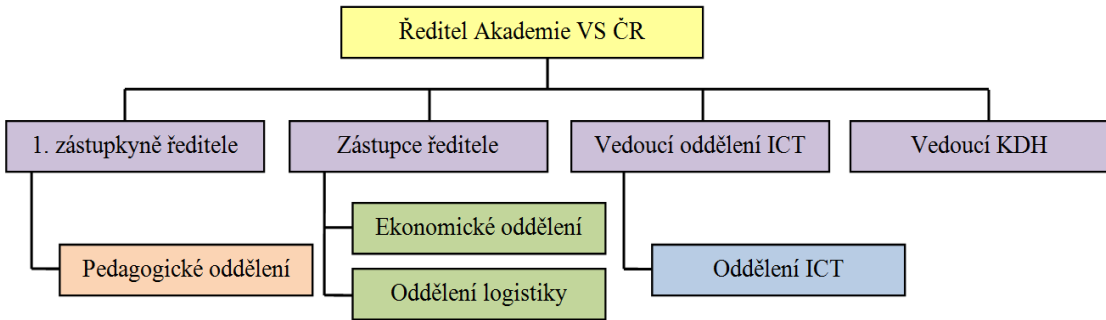 Ředitel Akademie VS ČR
1. zástupkyně ředitele
Zástupce ředitele
Vedoucí oddělení ICT
Vedoucí KDH
Ekonomické oddělení
Pedagogické oddělení
Oddělení ICT
Oddělení logistiky